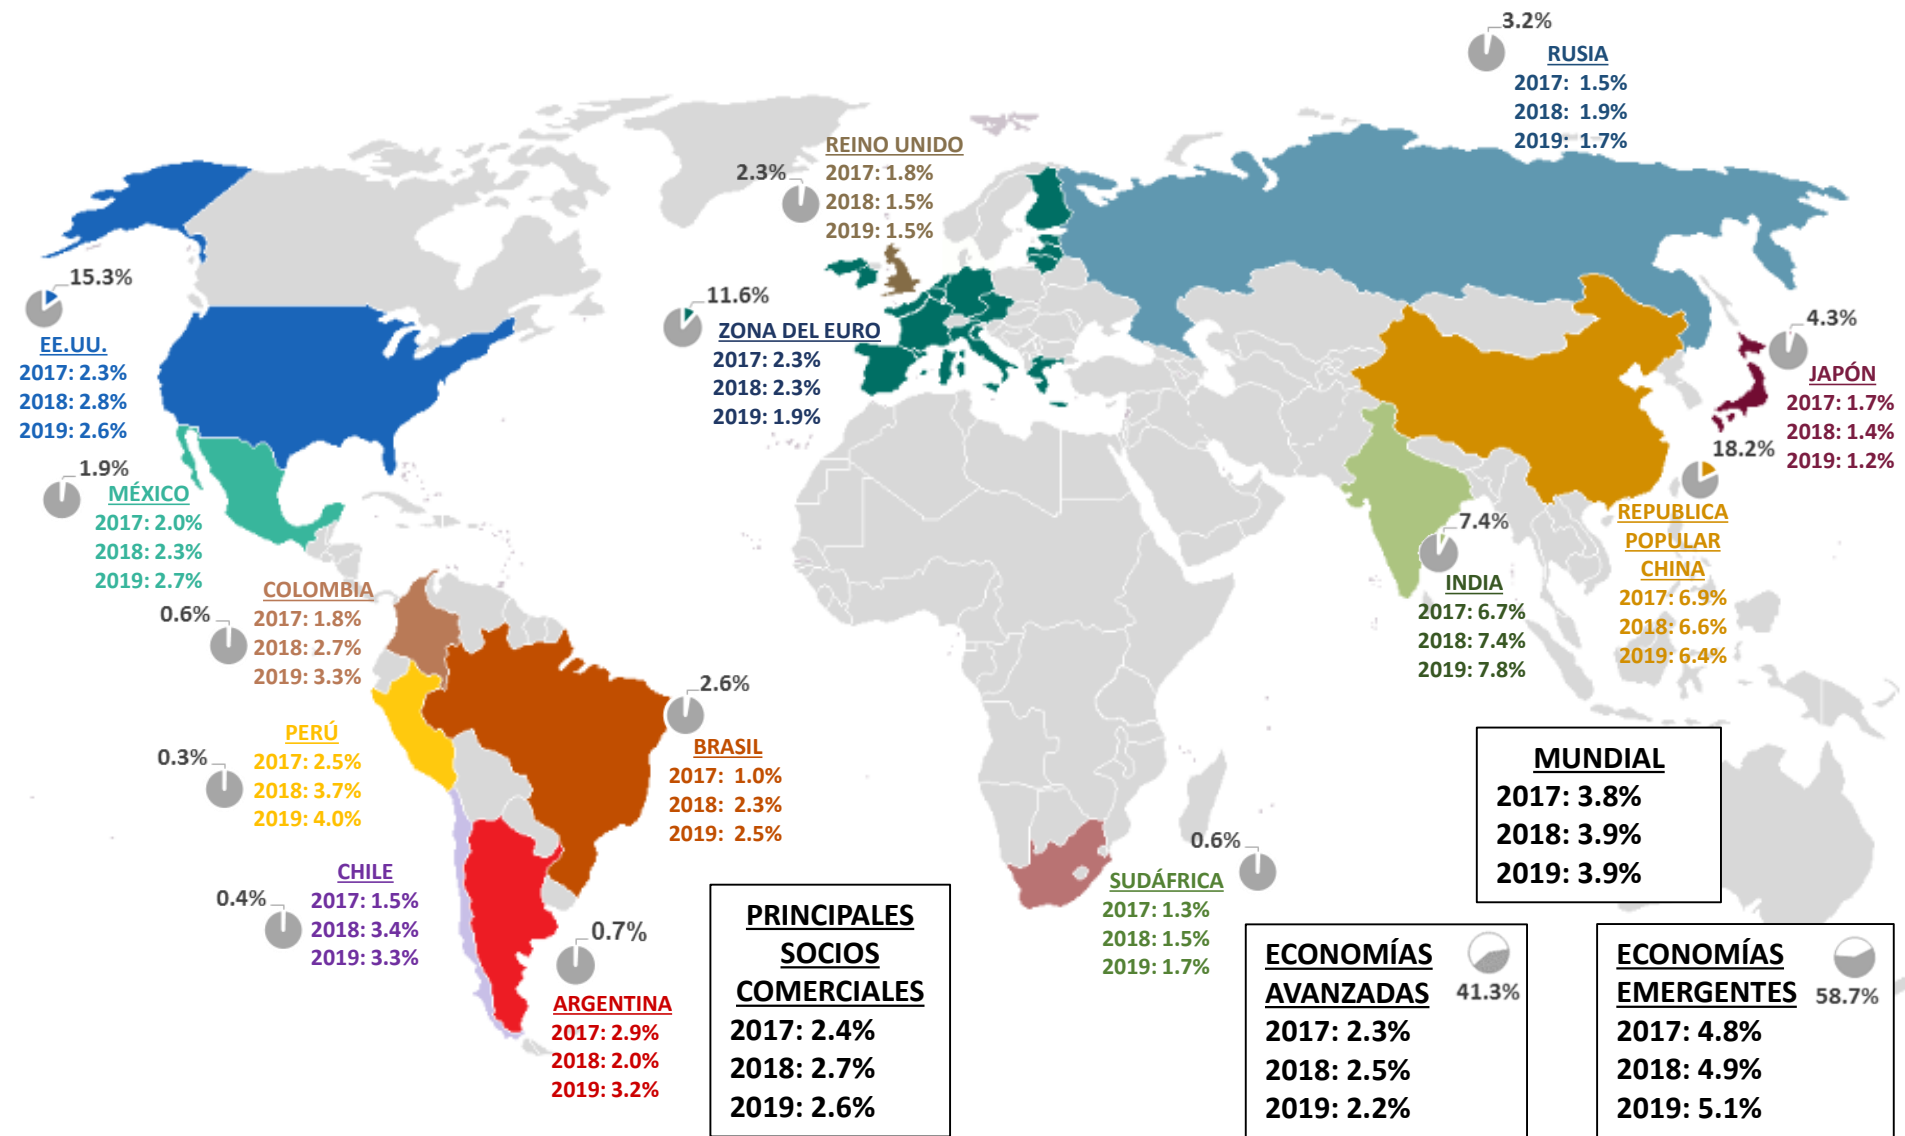 3.2%
RUSIA
2017: 1.5%
2018: 1.9%
2019: 1.7%
2.3%
REINO UNIDO
2017: 1.8%
2018: 1.5%
2019: 1.5%
15.3%
EE.UU.
2017: 2.3%
2018: 2.8%
2019: 2.6%
11.6%
ZONA DEL EURO
2017: 2.3%
2018: 2.3%
2019: 1.9%
4.3%
JAPÓN
2017: 1.7%
2018: 1.4%
2019: 1.2%
1.9%
MÉXICO
2017: 2.0%
2018: 2.3%
2019: 2.7%
18.2%
REPUBLICA
POPULAR
CHINA
2017: 6.9%
2018: 6.6%
2019: 6.4%
7.4%
INDIA
2017: 6.7%
2018: 7.4%
2019: 7.8%
0.6%
COLOMBIA
2017: 1.8%
2018: 2.7%
2019: 3.3%
2.6%
BRASIL
2017: 1.0%
2018: 2.3%
2019: 2.5%
0.3%
PERÚ
2017: 2.5%
2018: 3.7%
2019: 4.0%
0.4%
CHILE
2017: 1.5%
2018: 3.4%
2019: 3.3%
0.7%
ARGENTINA
2017: 2.9%
2018: 2.0%
2019: 3.2%
0.6%
SUDÁFRICA
2017: 1.3%
2018: 1.5%
2019: 1.7%
MUNDIAL
2017: 3.8%
2018: 3.9%
2019: 3.9%
PRINCIPALES
SOCIOS
COMERCIALES
2017: 2.4%
2018: 2.7%
2019: 2.6%
ECONOMÍAS
AVANZADAS
41.3%
2017: 2.3%
2018: 2.5%
2019: 2.2%
ECONOMÍAS
EMERGENTES
58.7%
2017: 4.8%
2018: 4.9%
2019: 5.1%